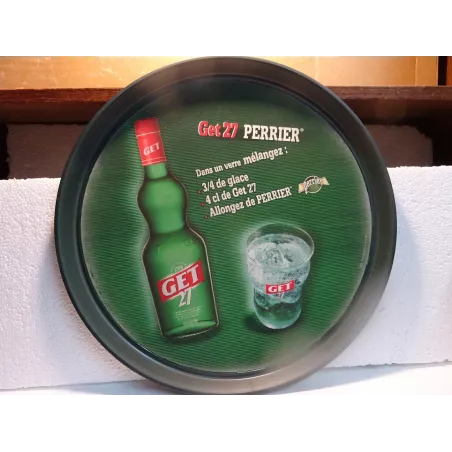 Get 27 PERRIER®
Dans un verre mélangez :
3/4 de glace
4 cl de Get 27
Allongez de PERRIER®
perrier
GET
GET
27
GET